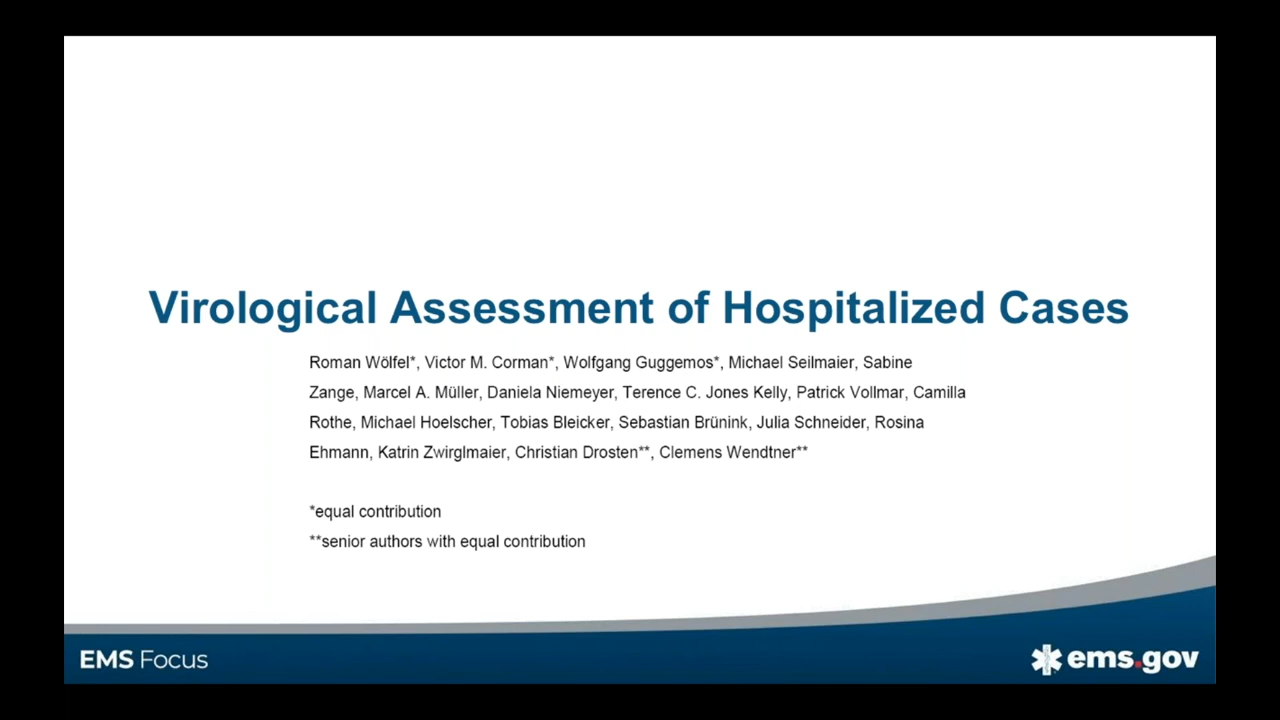 Virological Assessment of Hospitalized Cases
Roman Wölfel*, Victor M. Corman*, Wolfgang Guggemos*, Michael Seilmaier, Sabine
Zange, Marcel A. Müller, Daniela Niemeyer, Terence C. Jones Kelly, Patrick Vollmar, Camilla
Rothe, Michael Hoelscher, Tobias Bleicker, Sebastian Brünink, Julia Schneider, Rosina
Ehmann, Katrin Zwirglmaier, Christian Drosten**, Clemens Wendtner**
*equal contribution
**senior authors with equal contribution
EMS Focus
ems.gov